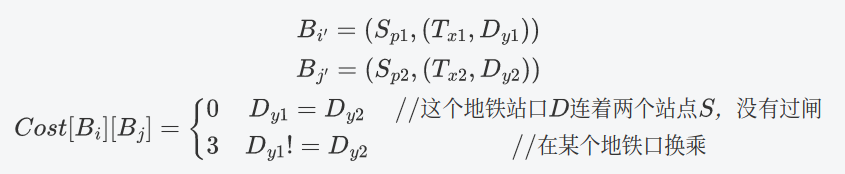 B_{i'} = (S_{p1}, (T_{x1}, D_{y1}))
B_{j'} = (S_{p2}, (T_{x2}, D_{y2}))
Cost[B_i][B_j] = { 0 D_{y1} = D_{y2} //这个地铁站口D连着两个站点S，没有过闸
3 D_{y1}! = D_{y2} //在某个地铁口换乘